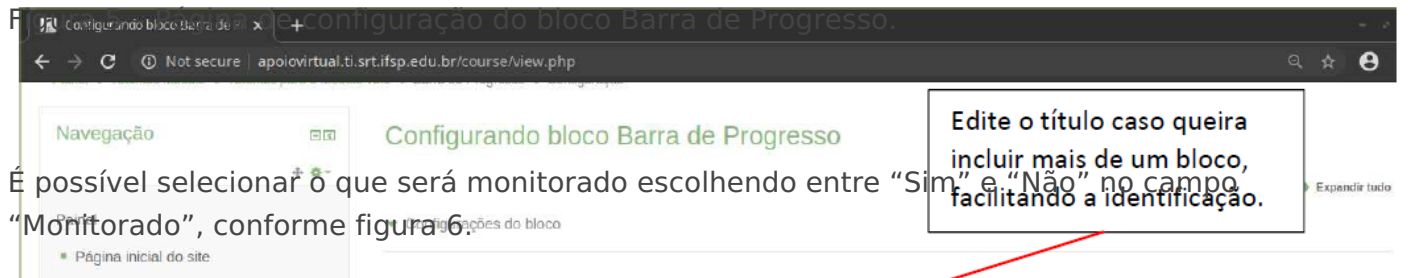 Figura 5. Página de configuração do bloco Barra de Progresso.
Configurando bloco Barra de
Not secure | apoiovirtual.ti.srt.ifsp.edu.br/course/view.php
Navegação
Configurando bloco Barra de Progresso
Edite o título caso queira
incluir mais de um bloco,
facilitando a identificação.
É possível selecionar o que será monitorado escolhendo entre “Sim” e “Não” no campo
“Monitorado”, conforme figura 6.
Expandir tudo
Painel
Configurações do bloco
Página inicial do site